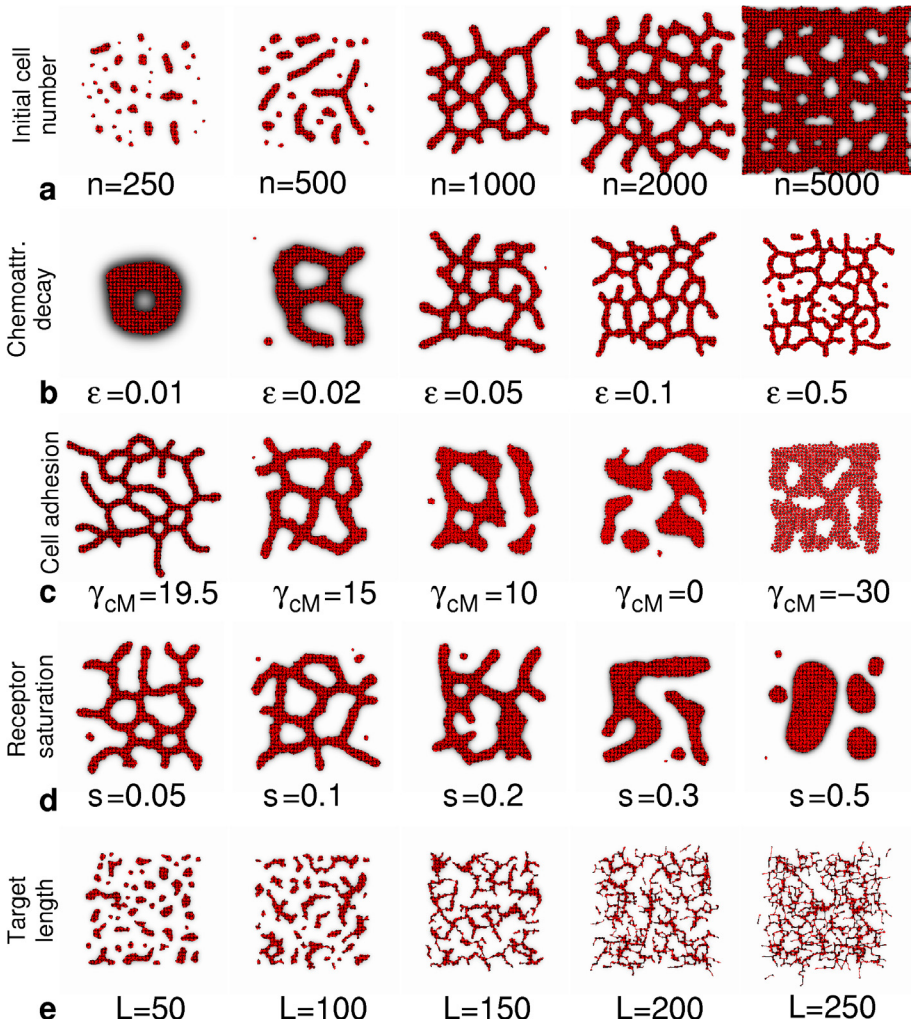 Initial cell
number
a
n=250 n=500 n=1000 n=2000 n=5000
Chemoattr.
decay
b
ε=0.01 ε=0.02 ε=0.05 ε=0.1 ε=0.5
Cell adhesion
c
γcM=19.5 γcM=15 γcM=10 γcM=0 γcM=−30
Receptor
saturation
d
s=0.05 s=0.1 s=0.2 s=0.3 s=0.5
Target
length
e
L=50 L=100 L=150 L=200 L=250